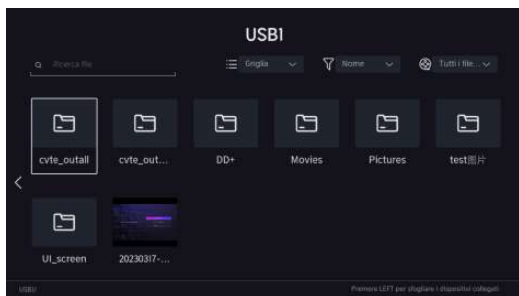 USB1
Ricerca file
Griglia
Nome
Tutti i file...
cvte_outall
cvte_out...
DD+
Movies
Pictures
test图片
UI_screen
20230317-...
USB1/
Premere LEFT per sfogliare i dispositivi collegati